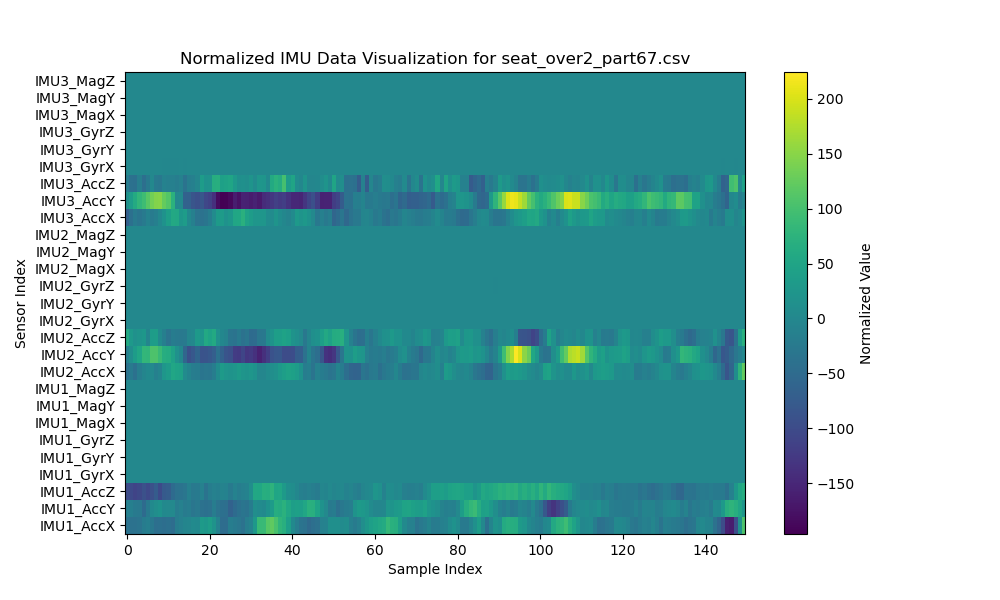 Normalized IMU Data Visualization for seat_over2_part67.csv
IMU3_MagZ
IMU3_MagY
IMU3_MagX
IMU3_GyrZ
IMU3_GyrY
IMU3_GyrX
IMU3_AccZ
IMU3_AccY
IMU3_AccX
IMU2_MagZ
IMU2_MagY
IMU2_MagX
IMU2_GyrZ
IMU2_GyrY
IMU2_GyrX
IMU2_AccZ
IMU2_AccY
IMU2_AccX
IMU1_MagZ
IMU1_MagY
IMU1_MagX
IMU1_GyrZ
IMU1_GyrY
IMU1_GyrX
IMU1_AccZ
IMU1_AccY
IMU1_AccX
Sensor Index
0 20 40 60 80 100 120 140
Sample Index
200
150
100
50
0
−50
−100
−150
Normalized Value